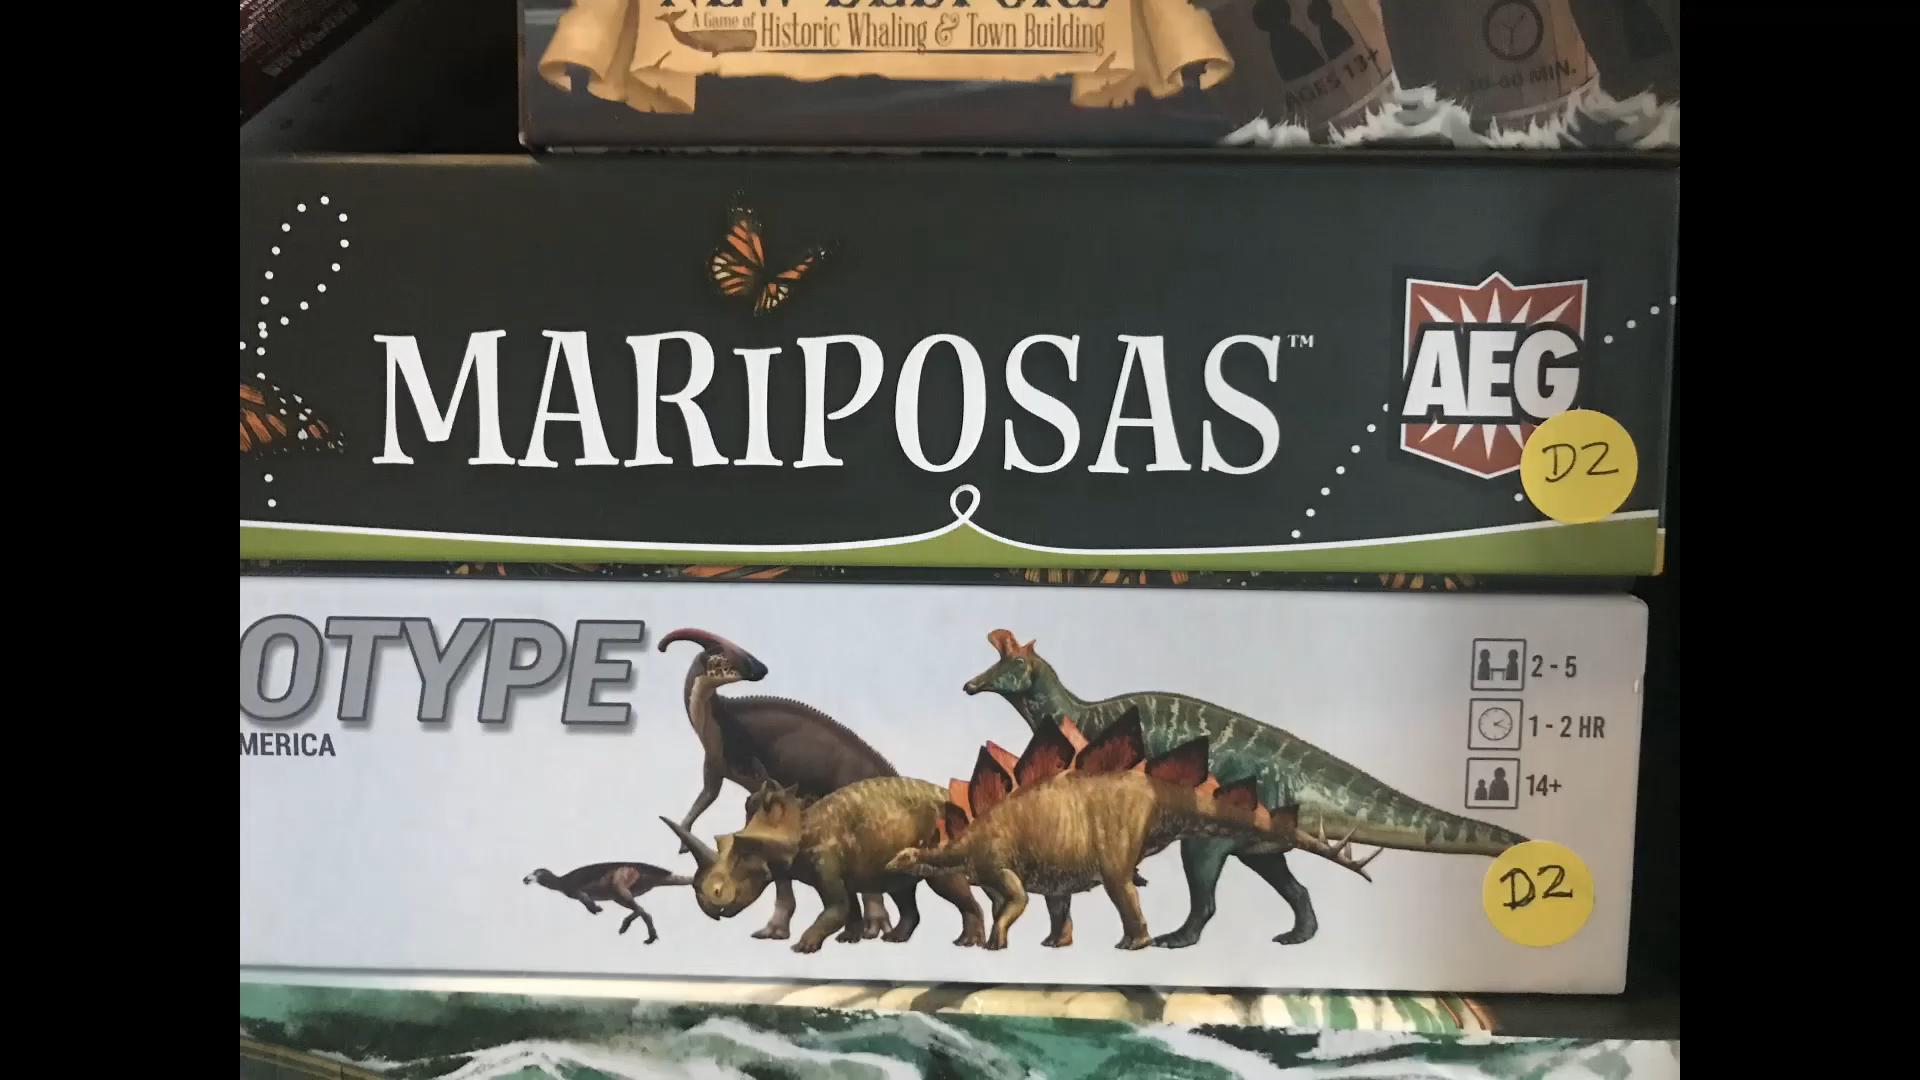 A Game of
Historic Whaling & Town Building
AGES 13+
MIN.
MARIPOSAS™
AEG
D2
OTYPE
MERICA
2 - 5
1 - 2 HR
14+
D2